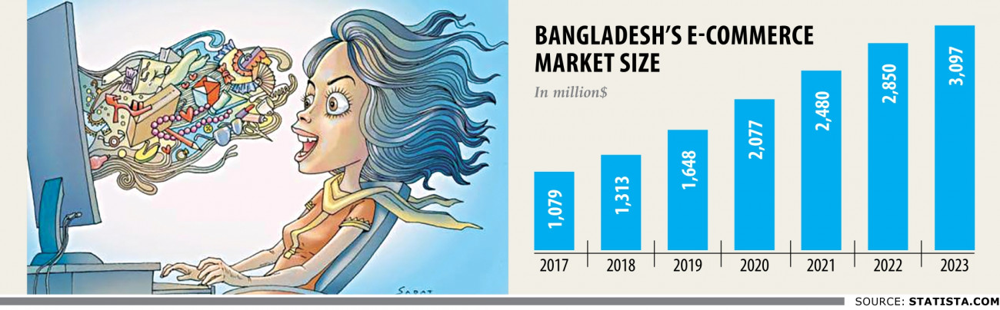 BANGLADESH'S E-COMMERCE
MARKET SIZE
In million$
1,079
1,313
1,648
2,077
2,480
2,850
3,097
2017 2018 2019 2020 2021 2022 2023
SADAT
SOURCE: STATISTA.COM